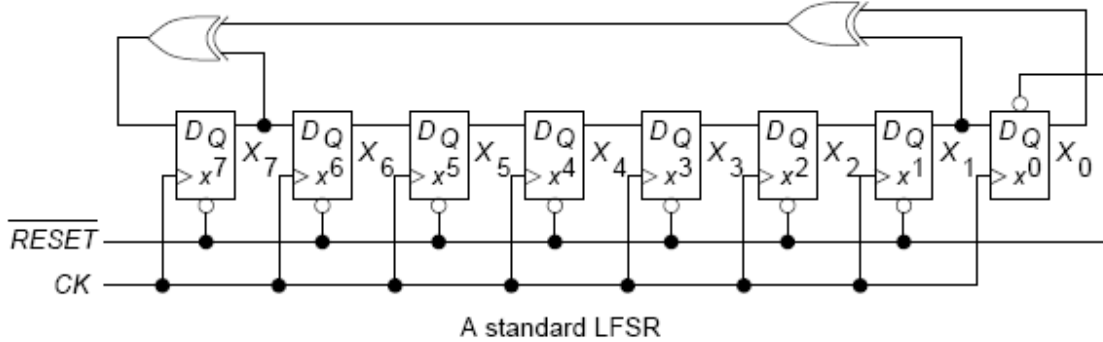 D Q x⁷ X₇ D Q x⁶ X₆ D Q x⁵ X₅ D Q x⁴ X₄ D Q x³ X₃ D Q x² X₂ D Q x¹ X₁ D Q x⁰ X₀
RESET
CK
A standard LFSR